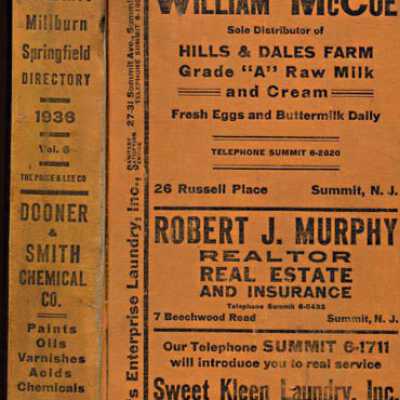 Millburn
Springfield
DIRECTORY
1936
Vol. 6
THE PRICE & LEE CO
DOONER
&
SMITH
CHEMICAL
CO.
Paints
Oils
Varnishes
Acids
Chemicals
s Enterprise Laundry, Inc.,
27-31 Summit Ave., Summit
TELEPHONE SUMMIT 6-
WILLIAM McCUE
Sole Distributor of
HILLS & DALES FARM
Grade "A" Raw Milk
and Cream
Fresh Eggs and Buttermilk Daily
TELEPHONE SUMMIT 6-2020
26 Russell Place Summit, N. J.
ROBERT J. MURPHY
REALTOR
REAL ESTATE
AND INSURANCE
Telephone Summit 6-0432
7 Beechwood Road Summit, N. J.
Our Telephone SUMMIT 6-1711
will introduce you to real service
Sweet Kleen Laundry, Inc.